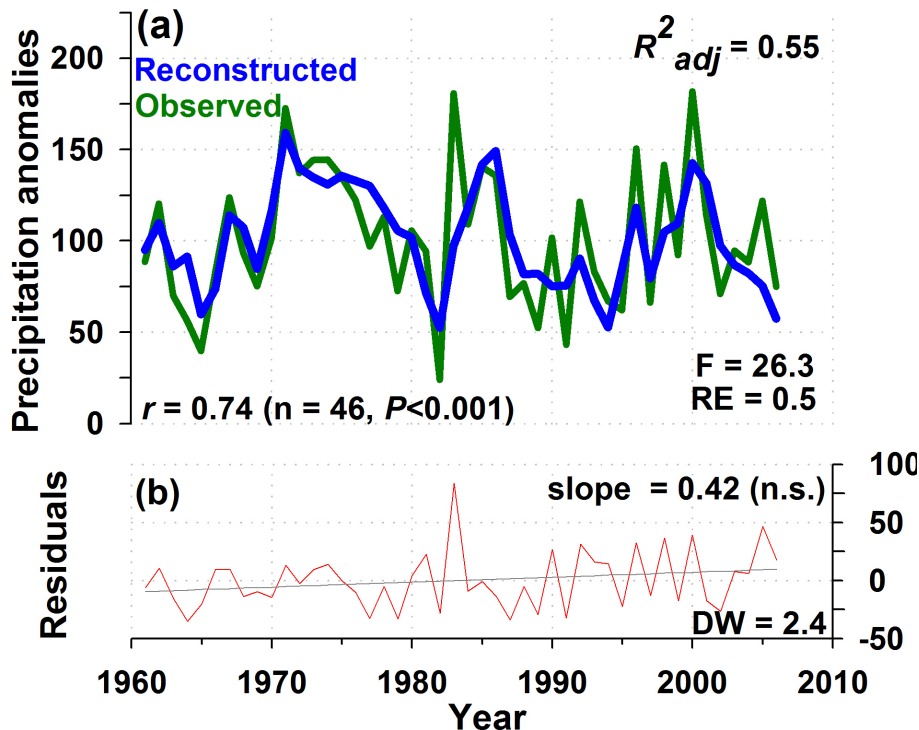 (a)
R² adj = 0.55
Reconstructed
Observed
Precipitation anomalies
200
150
100
50
0
F = 26.3
RE = 0.5
r = 0.74 (n = 46, P<0.001)
(b)
slope = 0.42 (n.s.)
Residuals
100
50
0
-50
DW = 2.4
1960 1970 1980 1990 2000 2010
Year